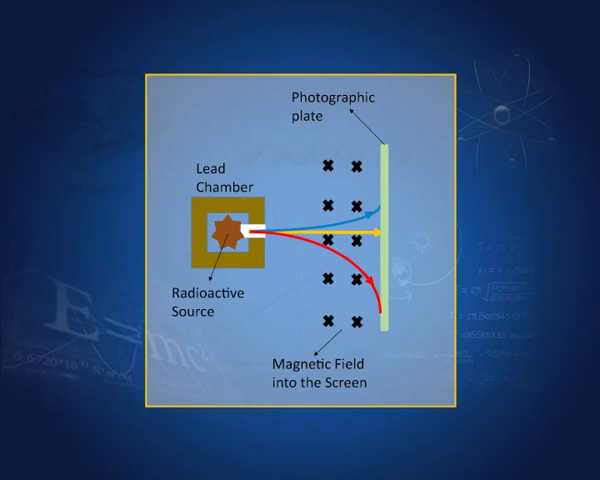 Photographic
plate
Lead
Chamber
Radioactive
Source
Magnetic Field
into the Screen